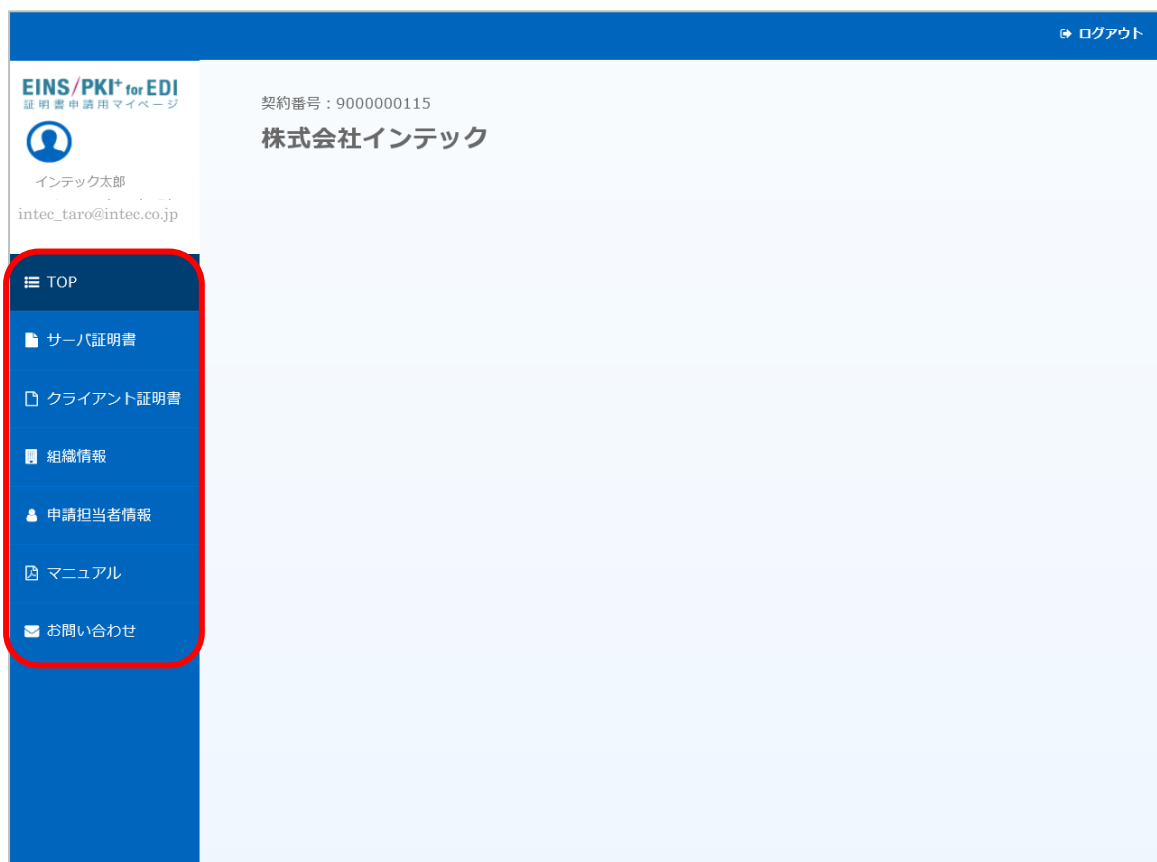 ログアウト
EINS/PKI+ for EDI
証明書申請用マイページ
インテック太郎
intec_taro@intec.co.jp
契約番号：9000000115
株式会社インテック
TOP
サーバ証明書
クライアント証明書
組織情報
申請担当者情報
マニュアル
お問い合わせ